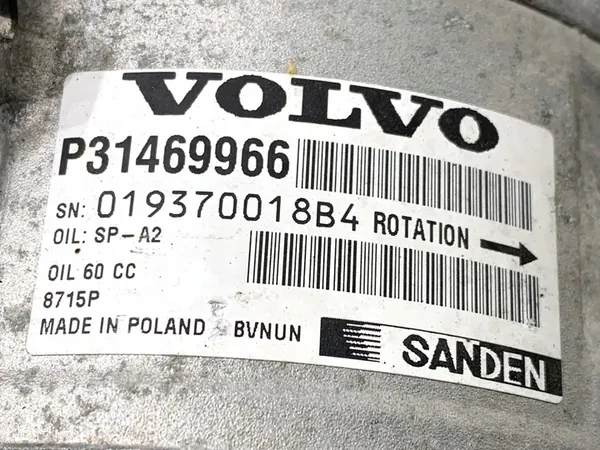 VOLVO
P31469966
SN: 019370018B4 ROTATION
OIL: SP-A2
OIL 60 CC
8715P
MADE IN POLAND - BVNUN
SANDEN